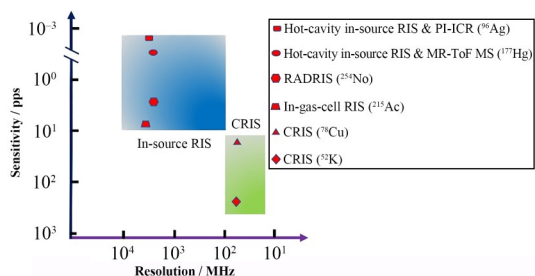 10⁻³
10⁰
10¹
10²
10³
Sensitivity / pps
In-source RIS
CRIS
10⁴ 10³ 10² 10¹
Resolution / MHz
Hot-cavity in-source RIS & PI-ICR (⁹⁶Ag)
Hot-cavity in-source RIS & MR-ToF MS (¹⁷⁷Hg)
RADRIS (²⁵⁴No)
In-gas-cell RIS (²¹⁵Ac)
CRIS (⁷⁸Cu)
CRIS (⁵²K)